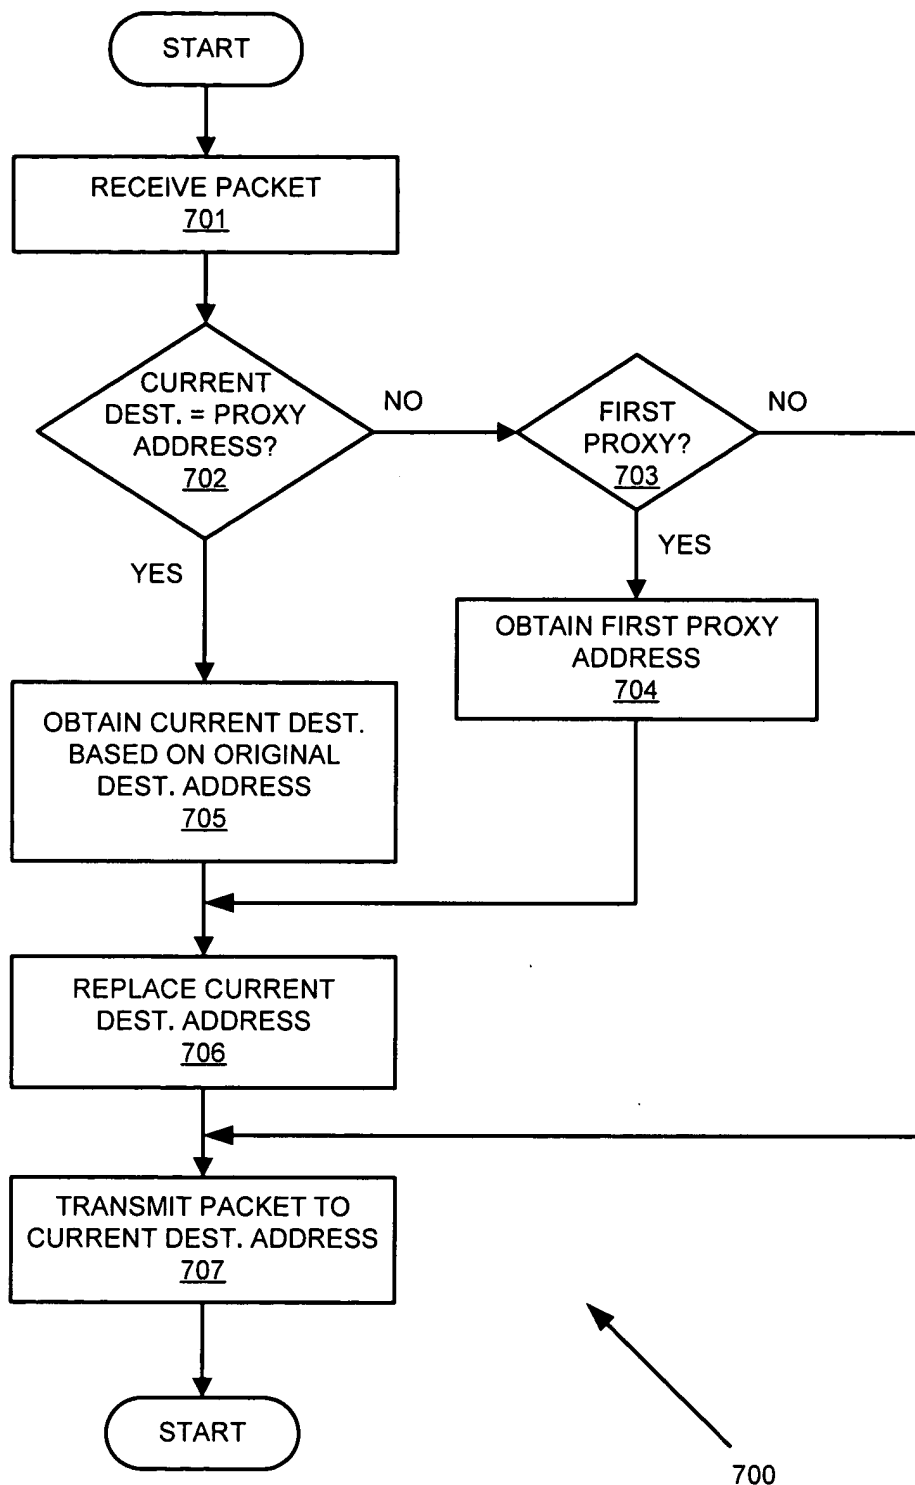 START
RECEIVE PACKET
701
CURRENT
DEST. = PROXY
ADDRESS?
702
NO
FIRST
PROXY?
703
NO
YES
YES
OBTAIN FIRST PROXY
ADDRESS
704
OBTAIN CURRENT DEST.
BASED ON ORIGINAL
DEST. ADDRESS
705
REPLACE CURRENT
DEST. ADDRESS
706
TRANSMIT PACKET TO
CURRENT DEST. ADDRESS
707
START
700